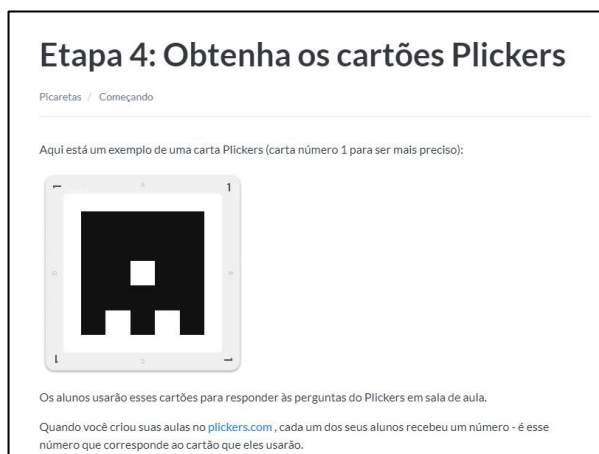 Etapa 4: Obtenha os cartões Plickers
Picaretas / Começando
Aqui está um exemplo de uma carta Plickers (carta número 1 para ser mais preciso):
1 A 1
D B
1 C 1
Os alunos usarão esses cartões para responder às perguntas do Plickers em sala de aula.
Quando você criou suas aulas no plickers.com , cada um dos seus alunos recebeu um número - é esse
número que corresponde ao cartão que eles usarão.